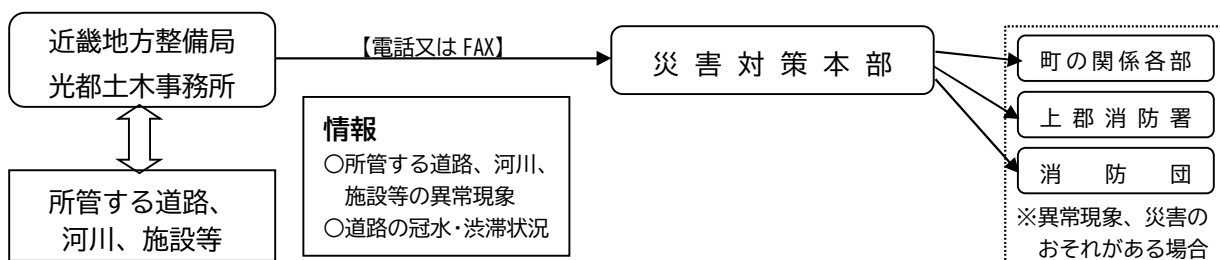 近畿地方整備局
光都土木事務所
【電話又は FAX】
災害対策本部
町の関係各部
上郡消防署
消防団
※異常現象、災害の
おそれがある場合
情報
○所管する道路、河川、
施設等の異常現象
○道路の冠水・渋滞状況
所管する道路、
河川、施設等